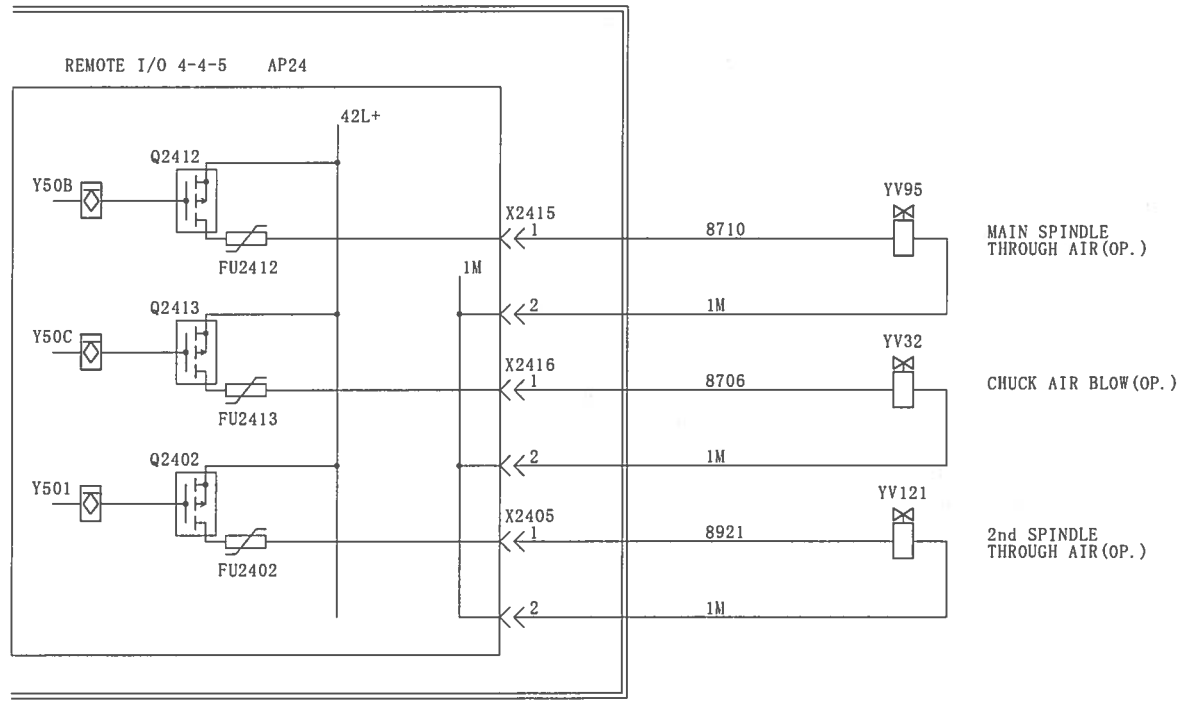 REMOTE I/O 4-4-5 AP24
42L+
Q2412
Y50B
YV95
X2415
1
8710
MAIN SPINDLE
THROUGH AIR(OP.)
FU2412
1M
Q2413
2
1M
Y50C
YV32
X2416
1
8706
CHUCK AIR BLOW(OP.)
FU2413
Q2402
2
1M
Y501
YV121
X2405
1
8921
2nd SPINDLE
THROUGH AIR(OP.)
FU2402
2
1M